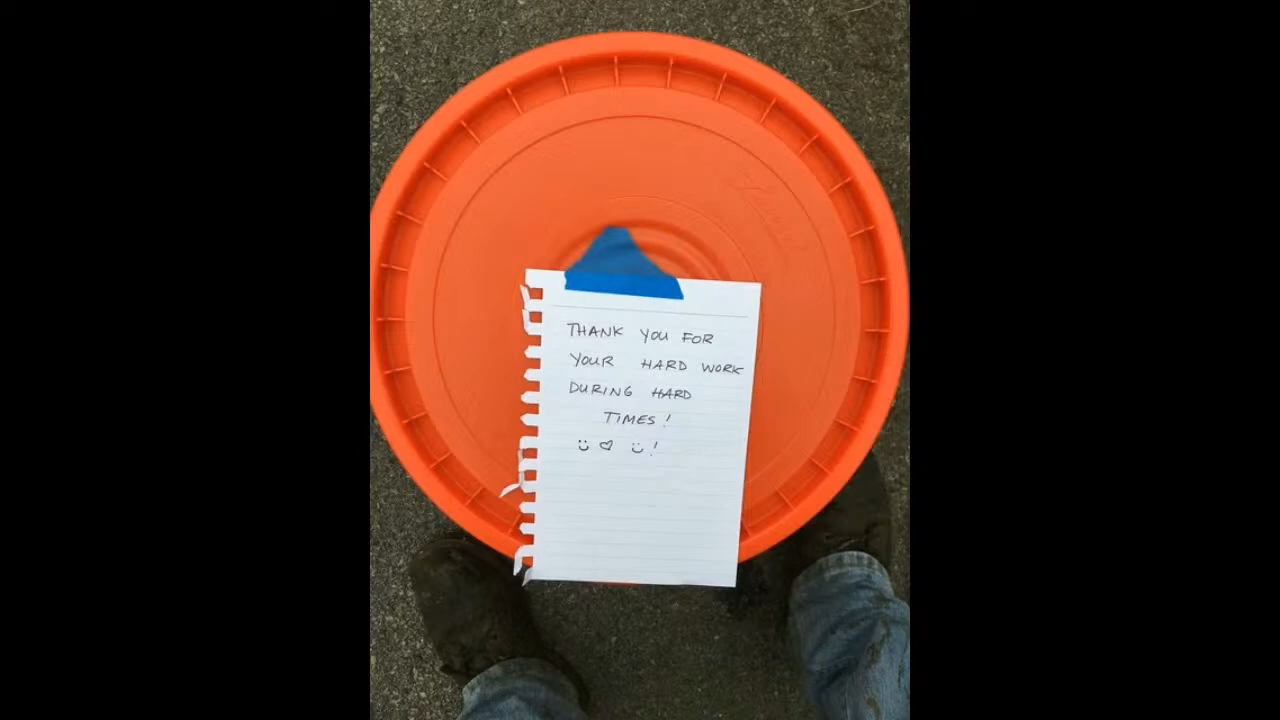 THANK YOU FOR
YOUR HARD WORK
DURING HARD
TIMES!
☺ ♡ ☺!